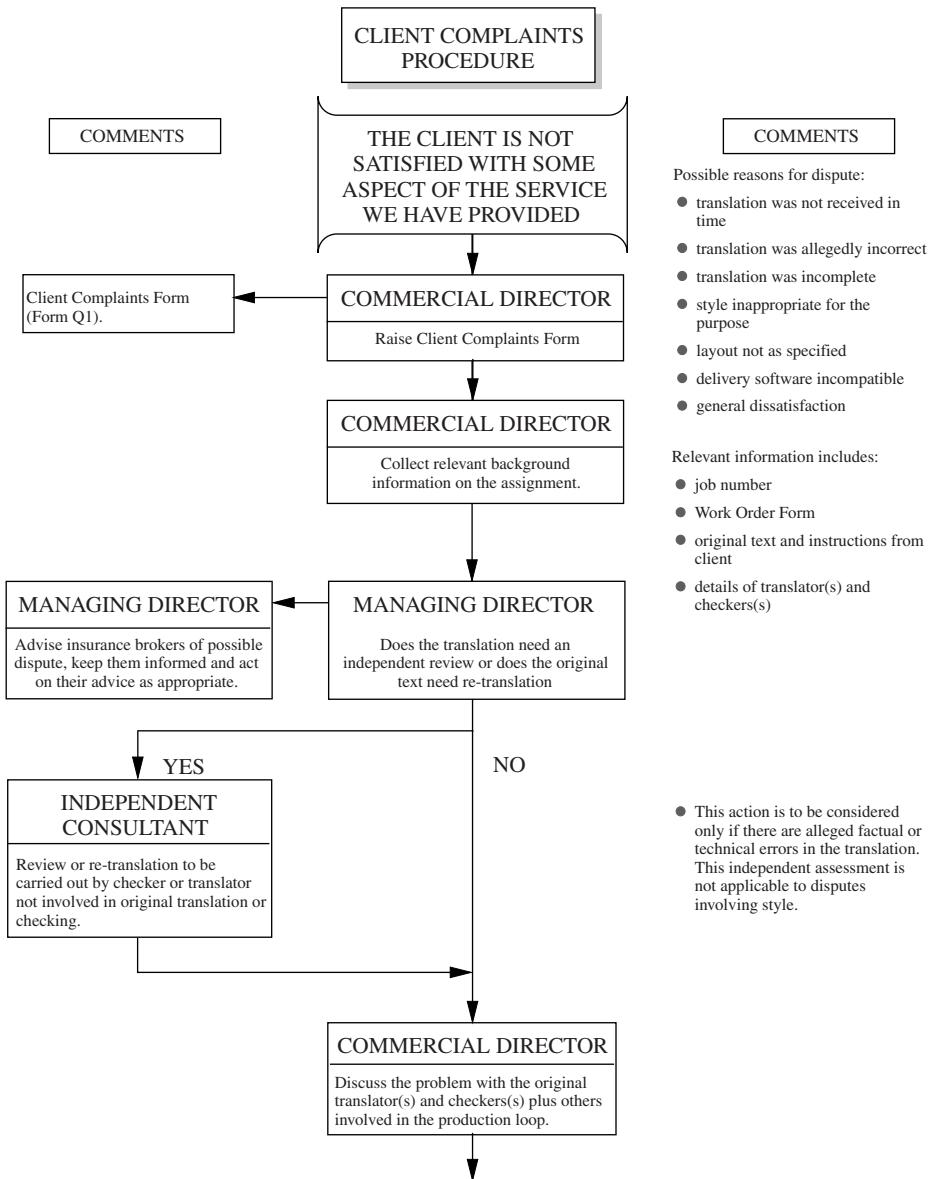 CLIENT COMPLAINTS
PROCEDURE
COMMENTS
THE CLIENT IS NOT
SATISFIED WITH SOME
ASPECT OF THE SERVICE
WE HAVE PROVIDED
COMMENTS
Possible reasons for dispute:
● translation was not received in
time
● translation was allegedly incorrect
● translation was incomplete
● style inappropriate for the
purpose
● layout not as specified
● delivery software incompatible
● general dissatisfaction
Client Complaints Form
(Form Q1).
COMMERCIAL DIRECTOR
Raise Client Complaints Form
COMMERCIAL DIRECTOR
Collect relevant background
information on the assignment.
Relevant information includes:
● job number
● Work Order Form
● original text and instructions from
client
● details of translator(s) and
checkers(s)
MANAGING DIRECTOR
Advise insurance brokers of possible
dispute, keep them informed and act
on their advice as appropriate.
MANAGING DIRECTOR
Does the translation need an
independent review or does the original
text need re-translation
YES
NO
INDEPENDENT
CONSULTANT
Review or re-translation to be
carried out by checker or translator
not involved in original translation or
checking.
● This action is to be considered
only if there are alleged factual or
technical errors in the translation.
This independent assessment is
not applicable to disputes
involving style.
COMMERCIAL DIRECTOR
Discuss the problem with the original
translator(s) and checkers(s) plus others
involved in the production loop.